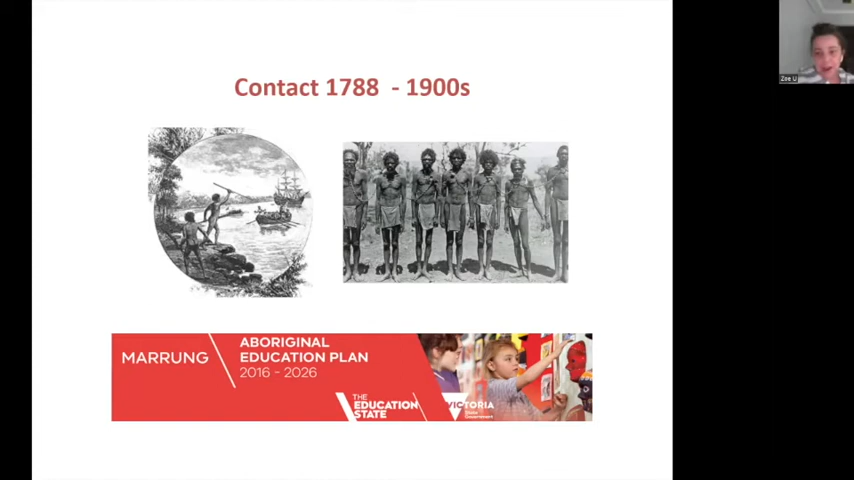 Contact 1788 - 1900s
Zoe U
MARRUNG
ABORIGINAL
EDUCATION PLAN
2016 - 2026
THE
EDUCATION
STATE
VICTORIA
State
Government